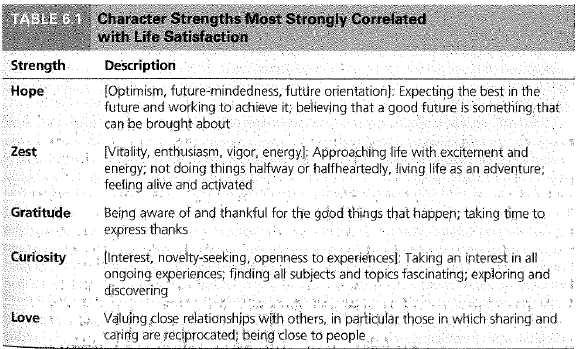 TABLE 6.1 Character Strengths Most Strongly Correlated
with Life Satisfaction
Strength Description
Hope [Optimism, future-mindedness, future orientation]: Expecting the best in the
future and working to achieve it; believing that a good future is something that
can be brought about
Zest [Vitality, enthusiasm, vigor, energy]: Approaching life with excitement and
energy; not doing things halfway or halfheartedly, living life as an adventure;
feeling alive and activated
Gratitude Being aware of and thankful for the good things that happen; taking time to
express thanks
Curiosity [Interest, novelty-seeking, openness to experiences]: Taking an interest in all
ongoing experiences; finding all subjects and topics fascinating; exploring and
discovering
Love Valuing close relationships with others, in particular those in which sharing and
caring are reciprocated; being close to people